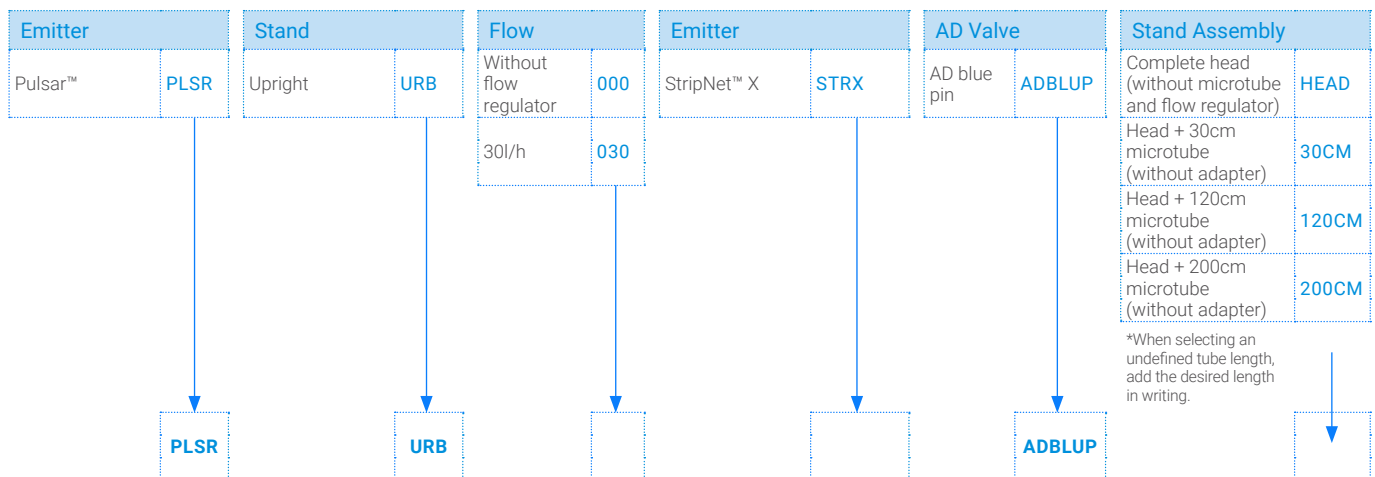 Emitter
Pulsar™
PLSR
Stand
Upright
URB
Flow
Without
flow
regulator
000
30l/h
030
Emitter
StripNet™ X
STRX
AD Valve
AD blue
pin
ADBLUP
Stand Assembly
Complete head
(without microtube
and flow regulator)
HEAD
Head + 30cm
microtube
(without adapter)
30CM
Head + 120cm
microtube
(without adapter)
120CM
Head + 200cm
microtube
(without adapter)
200CM
*When selecting an
undefined tube length,
add the desired length
in writing.
PLSR
URB
ADBLUP